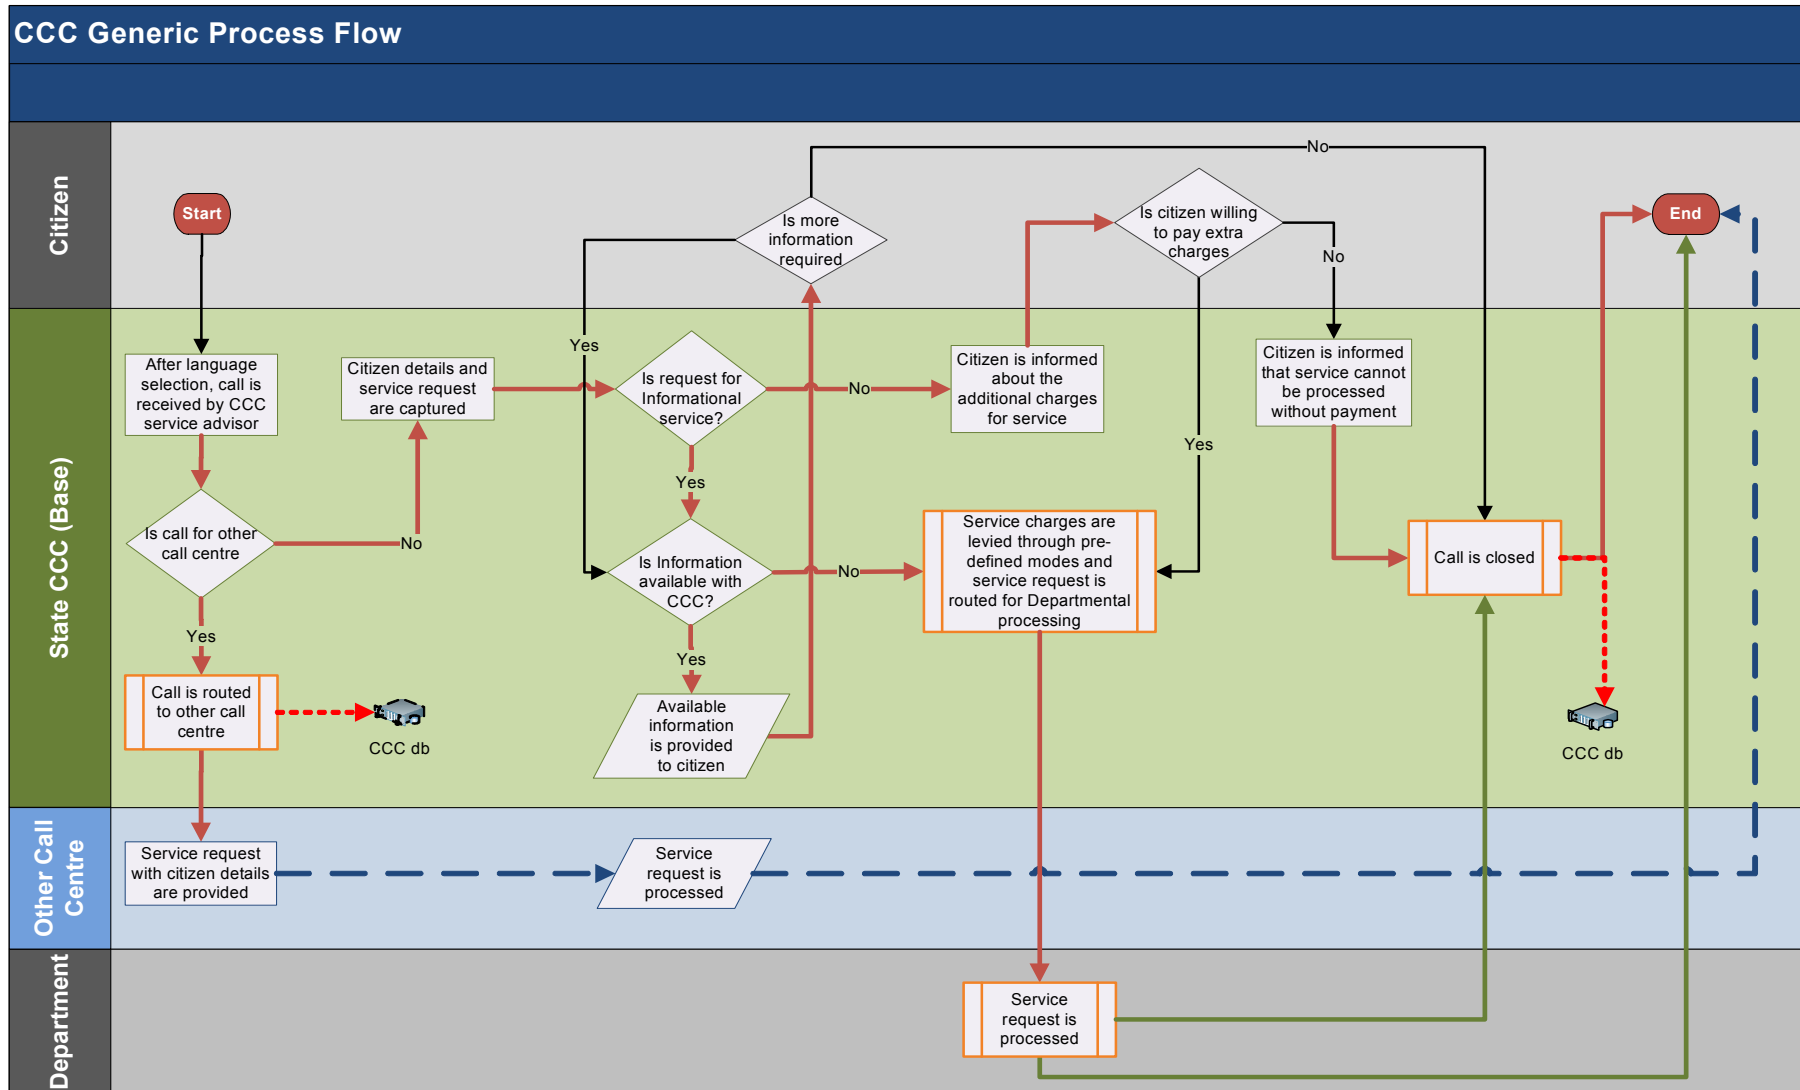 CCC Generic Process Flow
Citizen
Start
Is more
information
required
No
Is citizen willing
to pay extra
charges
No
End
State CCC (Base)
After language
selection, call is
received by CCC
service advisor
Citizen details and
service request
are captured
Yes
Is request for
Informational
service?
No
Citizen is informed
about the
additional charges
for service
Yes
Citizen is informed
that service cannot
be processed
without payment
Is call for other
call centre
No
Yes
Is Information
available with
CCC?
No
Service charges are
levied through pre-
defined modes and
service request is
routed for Departmental
processing
Call is closed
Yes
Call is routed
to other call
centre
CCC db
Yes
Available
information
is provided
to citizen
CCC db
Other Call
Centre
Service request
with citizen details
are provided
Service
request is
processed
Department
Service
request is
processed